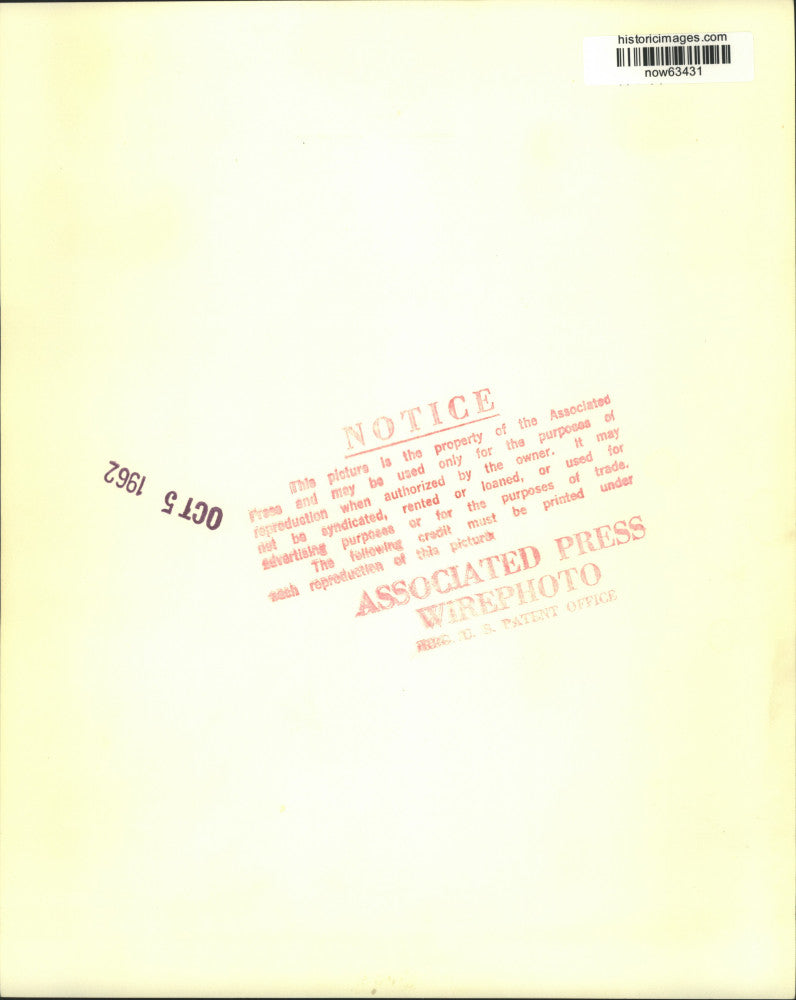 historicimages.com
now63431
NOTICE
This picture is the property of the Associated
Press and may be used only for the purposes of
reproduction when authorized by the owner. It may
not be syndicated, rented or loaned, or used for
advertising purposes or for the purposes of trade.
The following credit must be printed under
each reproduction of this picture:
ASSOCIATED PRESS
WIREPHOTO
REG. U. S. PATENT OFFICE
OCT 5 1962